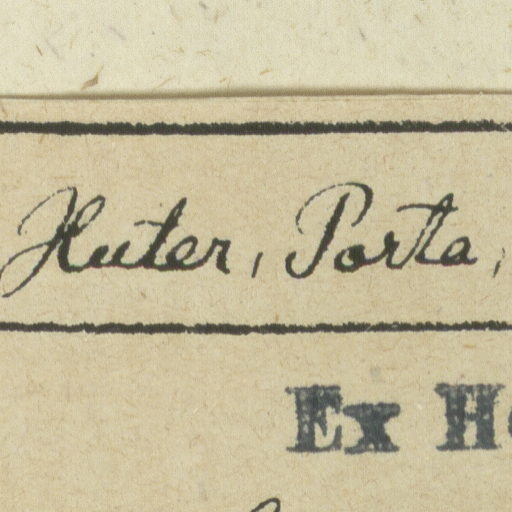 Huter, Porta,
Ex H